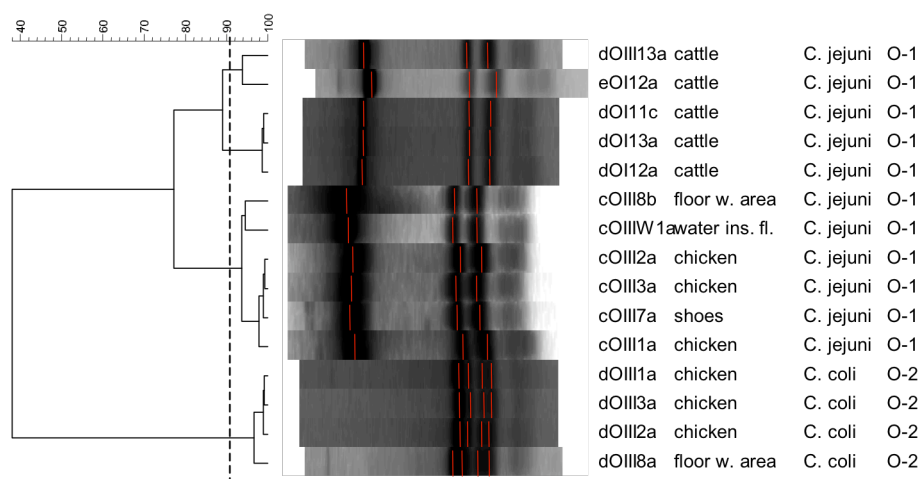 40 50 60 70 80 90 100
dOIII13a cattle C. jejuni O-1
eOI12a cattle C. jejuni O-1
dOI11c cattle C. jejuni O-1
dOI13a cattle C. jejuni O-1
dOI12a cattle C. jejuni O-1
cOIII8b floor w. area C. jejuni O-1
cOIIIW1a water ins. fl. C. jejuni O-1
cOIII2a chicken C. jejuni O-1
cOIII3a chicken C. jejuni O-1
cOIII7a shoes C. jejuni O-1
cOIII1a chicken C. jejuni O-1
dOIII1a chicken C. coli O-2
dOIII3a chicken C. coli O-2
dOIII2a chicken C. coli O-2
dOIII8a floor w. area C. coli O-2